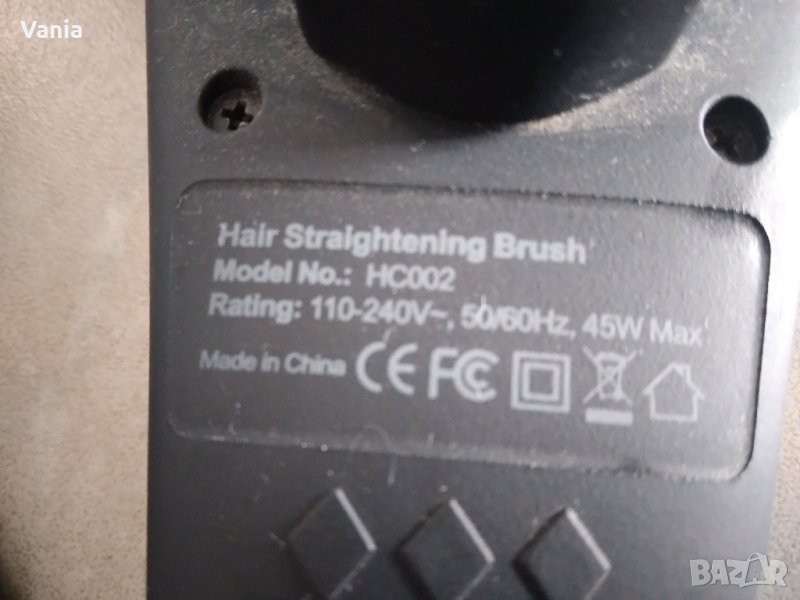 Vania
Hair Straightening Brush
Model No.: HC002
Rating: 110-240V~, 50/60Hz, 45W Max
Made in China CE FC
BAZAR